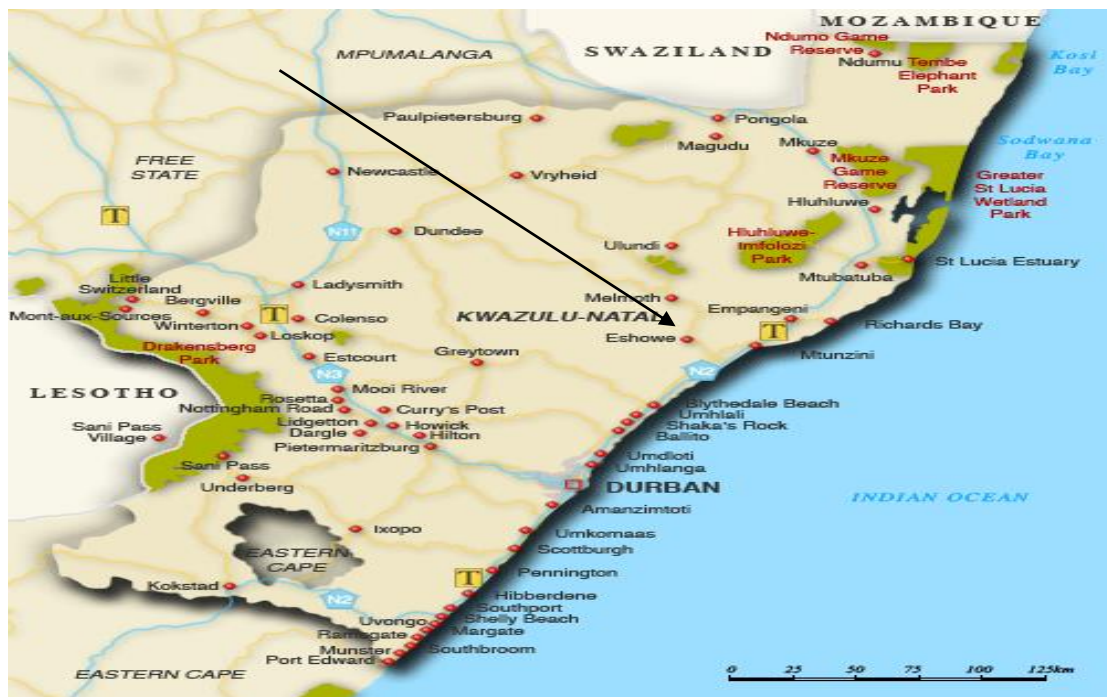 MOZAMBIQUE
MPUMALANGA
SWAZILAND
Ndumo Game
Reserve
Ndumu
Tembe
Elephant
Park
Kosi
Bay
Paulpietersburg
Pongola
Magudu
Mkuze
Sodwana
Bay
FREE
STATE
Newcastle
Vryheid
Mkuze
Game
Reserve
Greater
St Lucia
Wetland
Park
Hluhluwe
T
N11
Dundee
Ulundi
Hluhluwe-
Imfolozi
Park
Mtubatuba
St Lucia Estuary
Little
Switzerland
Bergville
Mont-aux-Sources
Winterton
Ladysmith
T
Colenso
Loskop
Drakensberg
Park
Melmoth
KWAZULU-NATAL
Empangeni
T
Richards Bay
Eshowe
Mtunzini
Estcourt
Greytown
N3
N2
LESOTHO
Mooi River
Rosetta
Nottingham Road
Curry's Post
Lidgetton
Howick
Dargle
Hilton
Pietermaritzburg
Blythedale Beach
Umhlali
Shaka's Rock
Ballito
Sani Pass
Village
Sani Pass
Underberg
Umdloti
Umhlanga
DURBAN
INDIAN OCEAN
Amanzimtoti
Ixopo
Umkomaas
EASTERN
CAPE
Scottburgh
Kokstad
T
Pennington
N2
Hibberdene
Southport
Uvongo
Shelly Beach
Ramsgate
Margate
Munster
Southbroom
Port Edward
EASTERN CAPE
0 25 50 75 100 125km